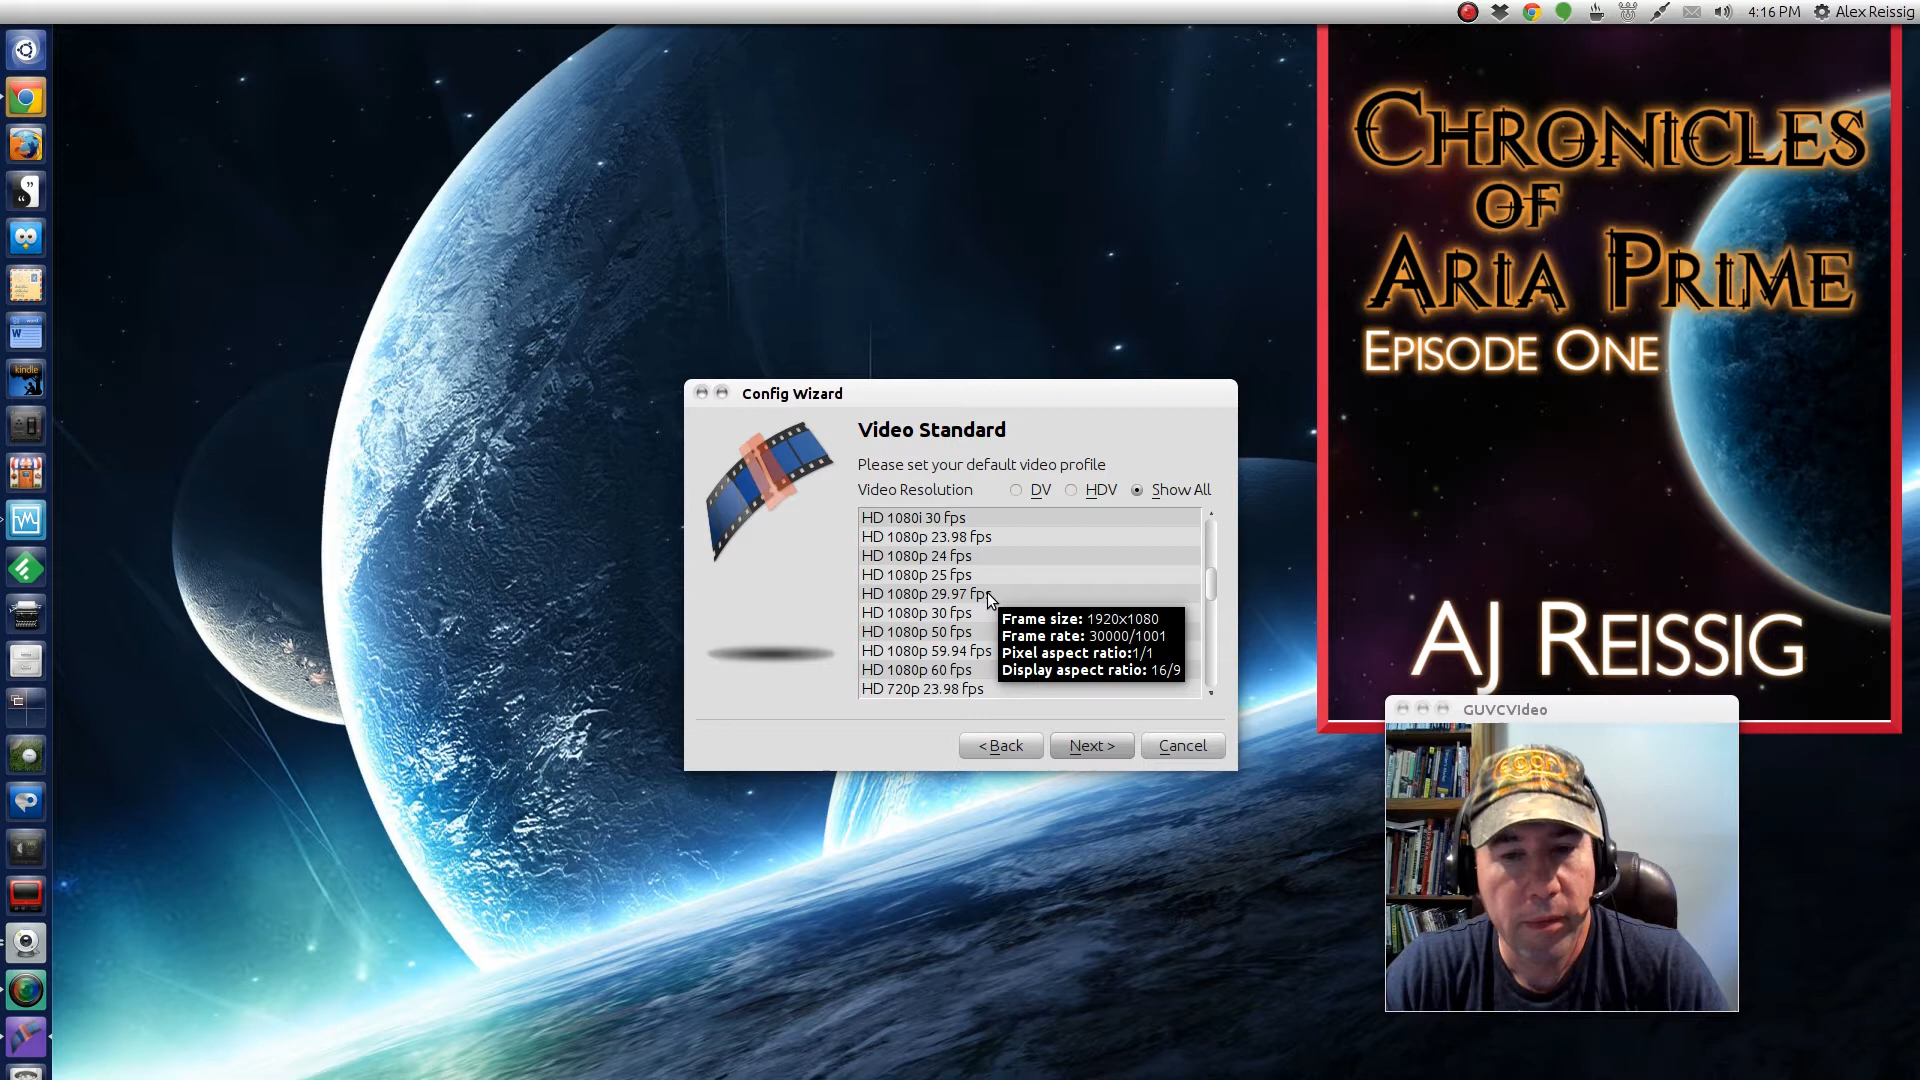 4:16 PM
Alex Reissig
CHRONICLES
OF
ARIA PRIME
EPISODE ONE
AJ REISSIG
kindle
W
Config Wizard
Video Standard
Please set your default video profile
Video Resolution DV HDV Show All
HD 1080i 30 fps
HD 1080p 23.98 fps
HD 1080p 24 fps
HD 1080p 25 fps
HD 1080p 29.97 fps
HD 1080p 30 fps
HD 1080p 50 fps
HD 1080p 59.94 fps
HD 1080p 60 fps
HD 720p 23.98 fps
Frame size: 1920x1080
Frame rate: 30000/1001
Pixel aspect ratio:1/1
Display aspect ratio: 16/9
< Back
Next >
Cancel
GUVCVideo